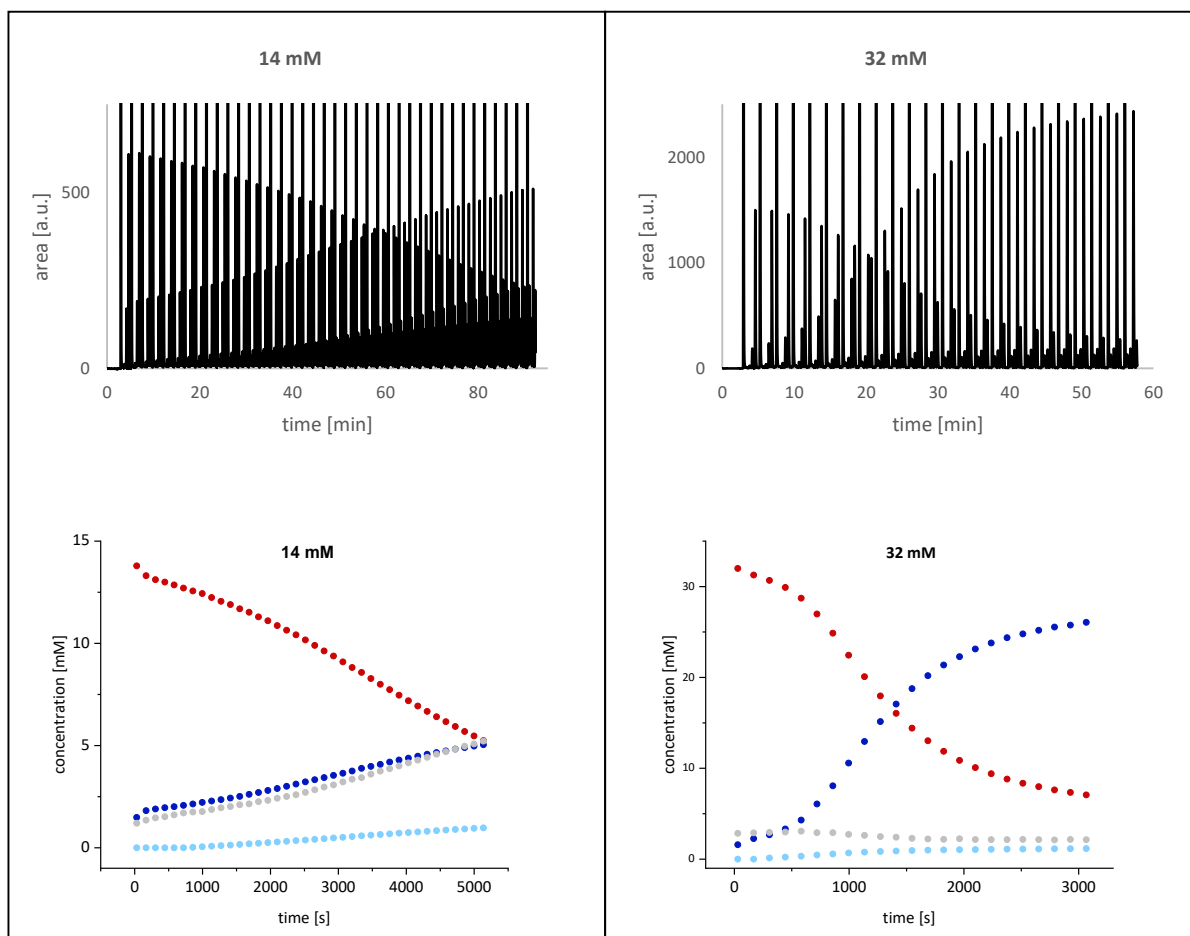 14 mM
area [a.u.]
500
0
0 20 40 60 80
time [min]
32 mM
area [a.u.]
2000
1000
0
0 10 20 30 40 50 60
time [min]
14 mM
concentration [mM]
15
10
5
0
0 1000 2000 3000 4000 5000
time [s]
32 mM
concentration [mM]
30
20
10
0
0 1000 2000 3000
time [s]